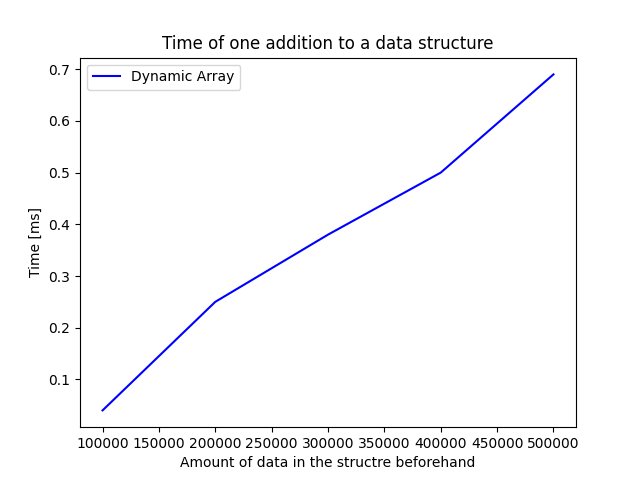 Time of one addition to a data structure
Dynamic Array
0.7
0.6
0.5
0.4
0.3
0.2
0.1
Time [ms]
100000 150000 200000 250000 300000 350000 400000 450000 500000
Amount of data in the structre beforehand